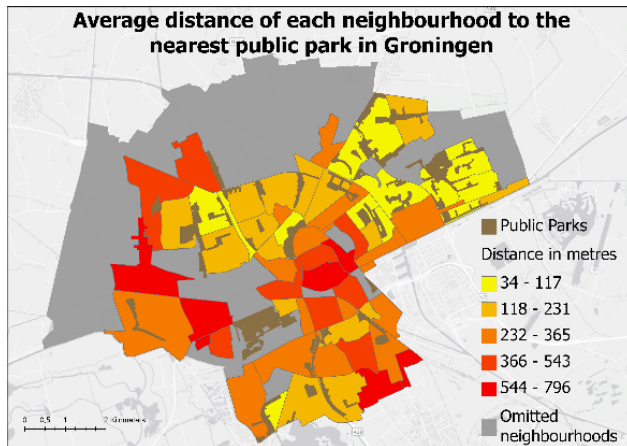 Average distance of each neighbourhood to the
nearest public park in Groningen
Public Parks
Distance in metres
34 - 117
118 - 231
232 - 365
366 - 543
544 - 796
Omitted
neighbourhoods
0 0,5 1 2 Kilometers